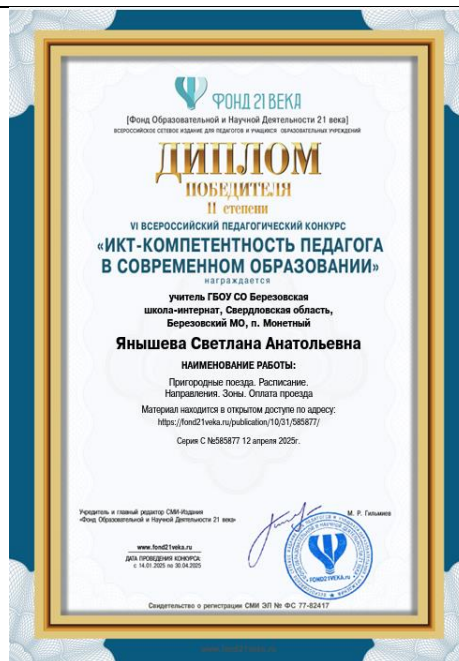 ФОНД 21 ВЕКА
[Фонд Образовательной и Научной Деятельности 21 века]
ВСЕРОССИЙСКОЕ СЕТЕВОЕ ИЗДАНИЕ ДЛЯ ПЕДАГОГОВ И УЧАЩИХСЯ ОБРАЗОВАТЕЛЬНЫХ УЧРЕЖДЕНИЙ
ДИПЛОМ
ПОБЕДИТЕЛЯ
II степени
VI ВСЕРОССИЙСКИЙ ПЕДАГОГИЧЕСКИЙ КОНКУРС
«ИКТ-КОМПЕТЕНТНОСТЬ ПЕДАГОГА
В СОВРЕМЕННОМ ОБРАЗОВАНИИ»
награждается
учитель ГБОУ СО Березовская
школа-интернат, Свердловская область,
Березовский МО, п. Монетный
Янышева Светлана Анатольевна
НАИМЕНОВАНИЕ РАБОТЫ:
Пригородные поезда. Расписание.
Направления. Зоны. Оплата проезда
Материал находится в открытом доступе по адресу:
https://fond21veka.ru/publication/10/31/585877/
Серия С №585877 12 апреля 2025г.
Учредитель и главный редактор СМИ-Издания
«Фонд Образовательной и Научной Деятельности 21 века»
М. Р. Гильмиев
www.fond21veka.ru
ДАТА ПРОВЕДЕНИЯ КОНКУРСА:
с 14.01.2025 по 30.04.2025
FOND21VEKA.ru
Свидетельство о регистрации СМИ ЭЛ № ФС 77-82417
www.fond21veka.ru